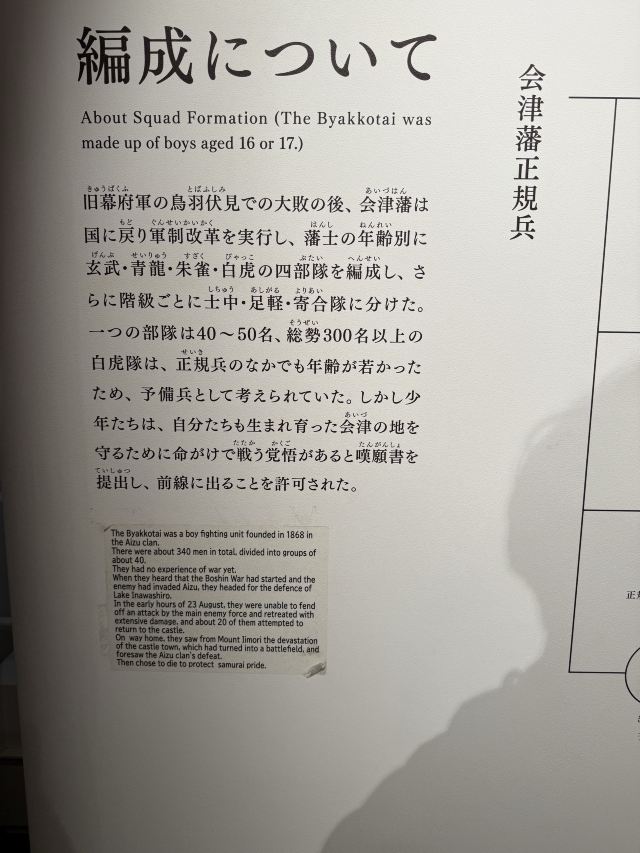 編成について
About Squad Formation (The Byakkotai was
made up of boys aged 16 or 17.)
旧幕府軍の鳥羽伏見での大敗の後、会津藩は
国に戻り軍制改革を実行し、藩士の年齢別に
玄武・青龍・朱雀・白虎の四部隊を編成し、さ
らに階級ごとに士中・足軽・寄合隊に分けた。
一つの部隊は40～50名、総勢300名以上の
白虎隊は、正規兵のなかでも年齢が若かった
ため、予備兵として考えられていた。しかし少
年たちは、自分たちも生まれ育った会津の地を
守るために命がけで戦う覚悟があると嘆願書を
提出し、前線に出ることを許可された。
The Byakkotai was a boy fighting unit founded in 1868 in
the Aizu clan.
There were about 340 men in total, divided into groups of
about 40.
They had no experience of war yet.
When they heard that the Boshin War had started and the
enemy had invaded Aizu, they headed for the defence of
Lake Inawashiro.
In the early hours of 23 August, they were unable to fend
off an attack by the main enemy force and retreated with
extensive damage, and about 20 of them attempted to
return to the castle.
On way home, they saw from Mount Iimori the devastation
of the castle town, which had turned into a battlefield, and
foresaw the Aizu clan's defeat.
Then chose to die to protect samurai pride.
会津藩正規兵